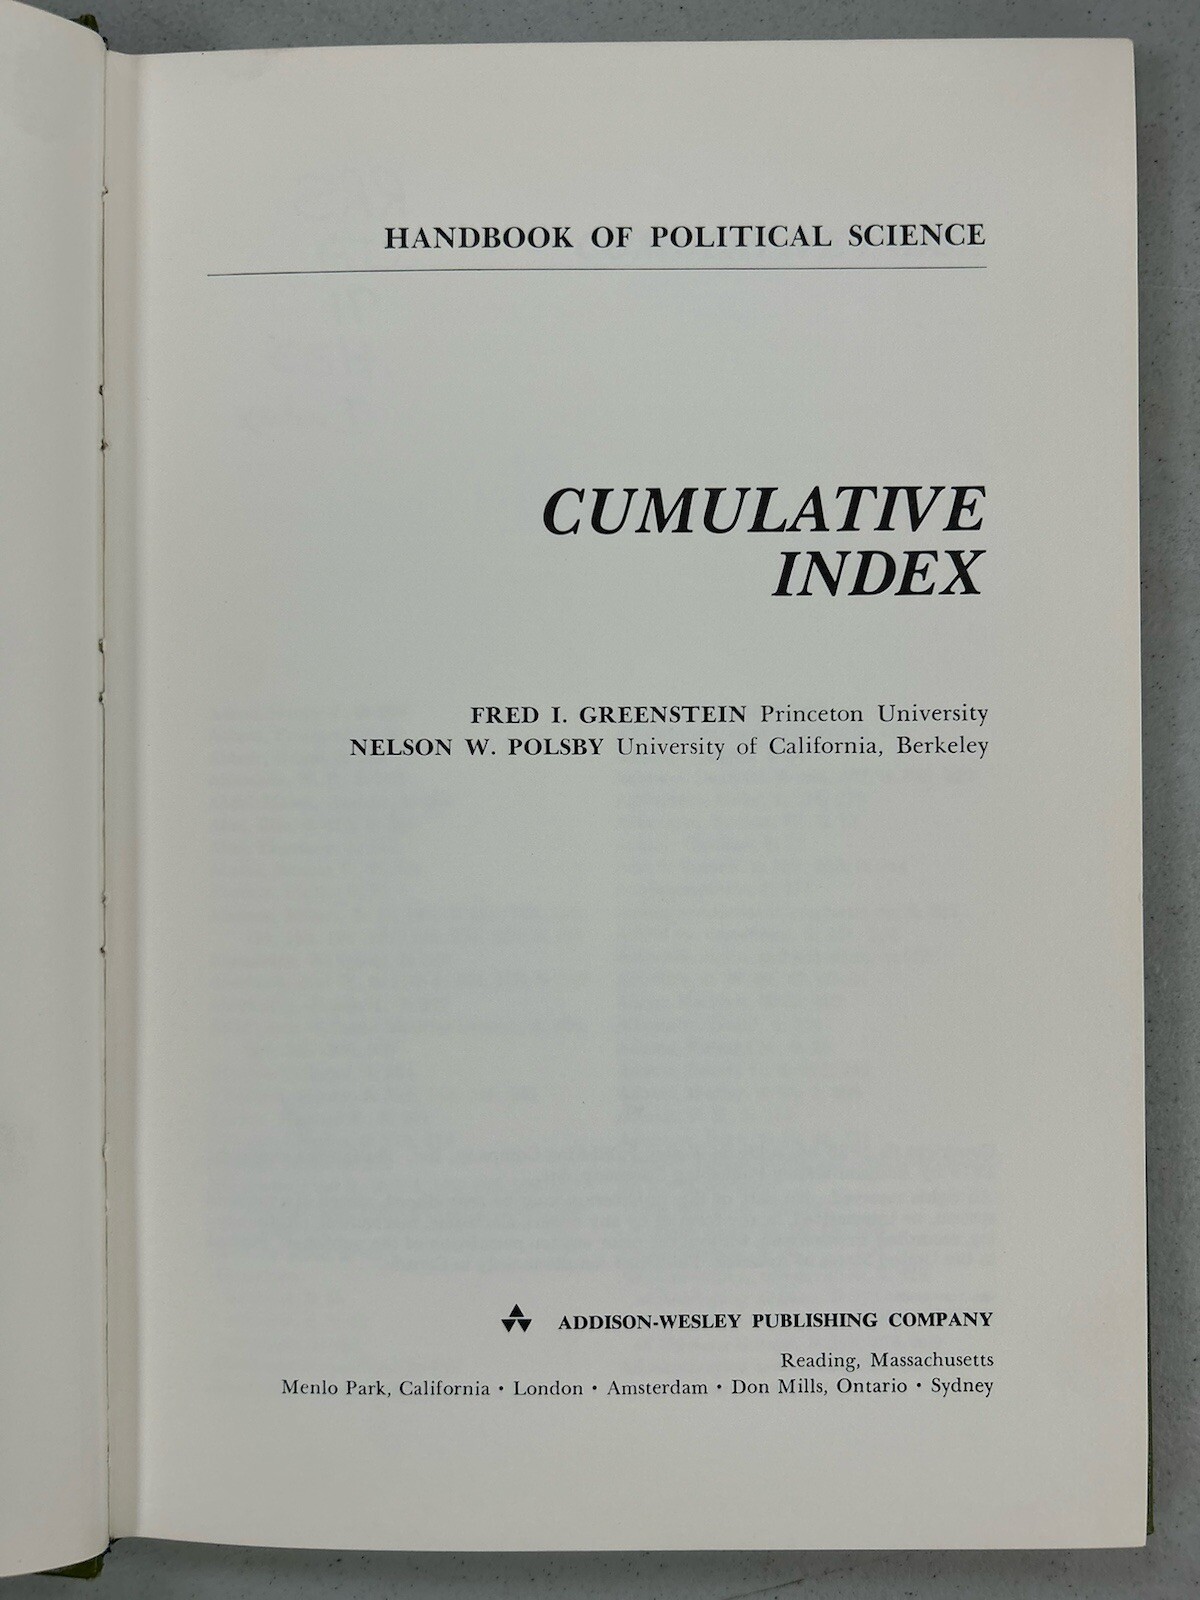 HANDBOOK OF POLITICAL SCIENCE
CUMULATIVE
INDEX
FRED I. GREENSTEIN Princeton University
NELSON W. POLSBY University of California, Berkeley
ADDISON-WESLEY PUBLISHING COMPANY
Reading, Massachusetts
Menlo Park, California • London • Amsterdam • Don Mills, Ontario • Sydney